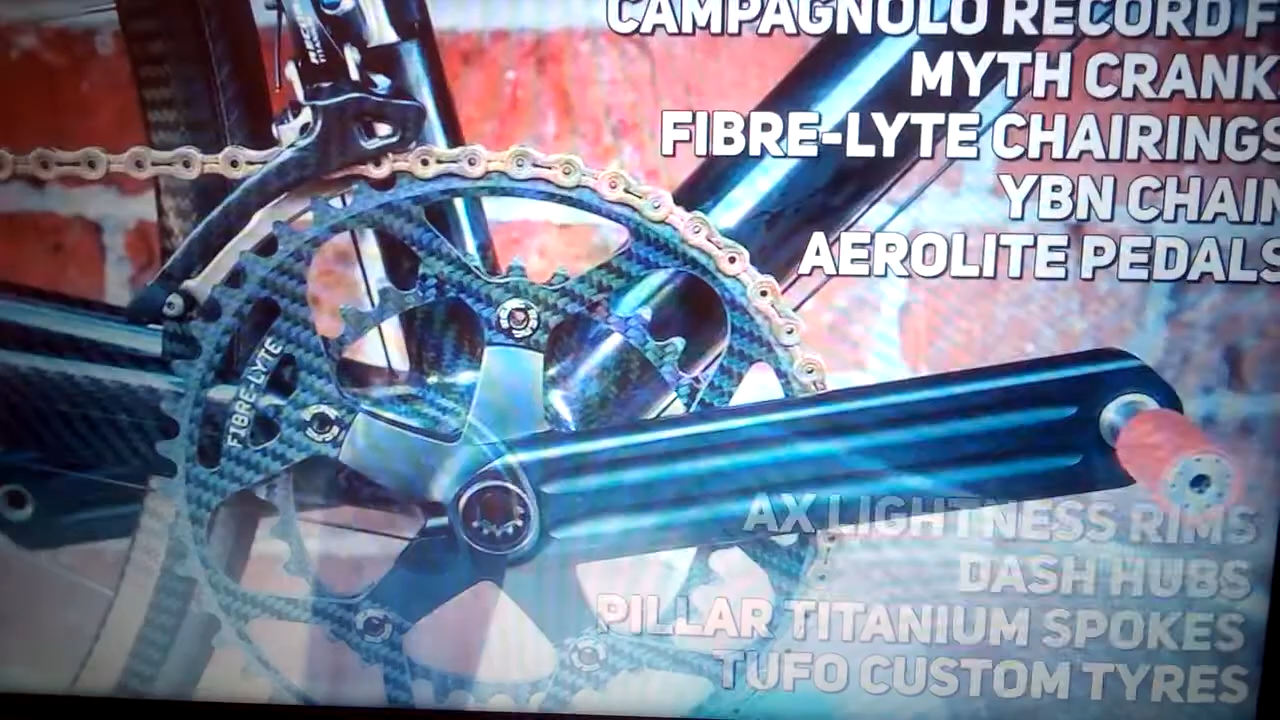 CAMPAGNOLO RECORD F
MYTH CRANK
FIBRE-LYTE CHAIRINGS
YBN CHAIN
AEROLITE PEDALS
FIBRE-LYTE
AX LIGHTNESS RIMS
DASH HUBS
PILLAR TITANIUM SPOKES
TUFO CUSTOM TYRES